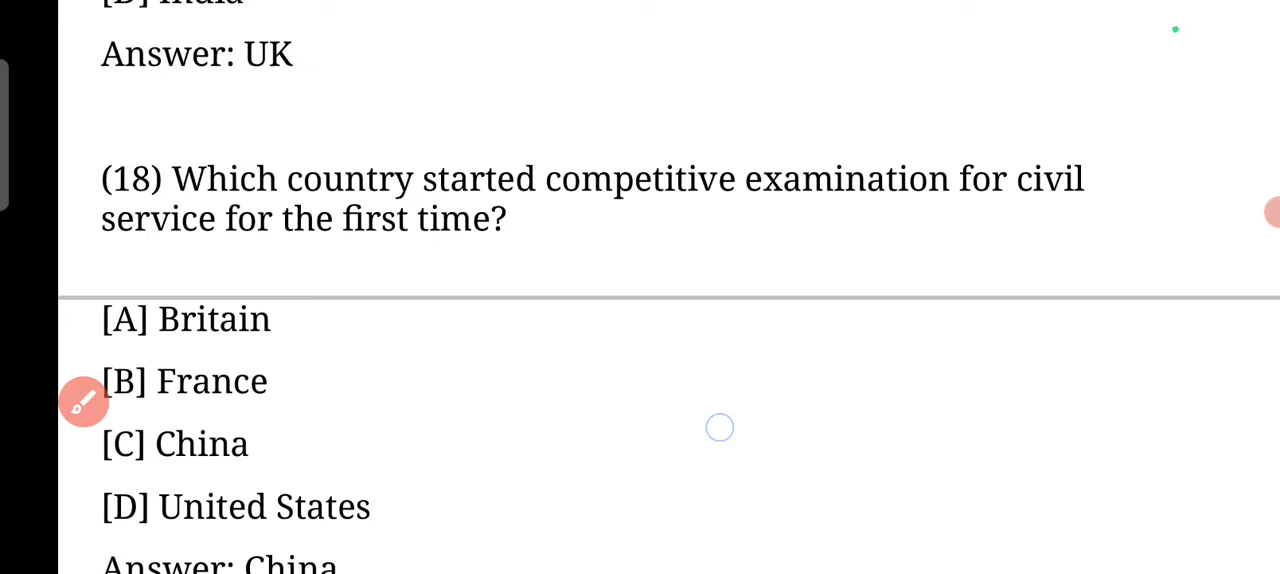 [D] India
Answer: UK
(18) Which country started competitive examination for civil
service for the first time?
[A] Britain
[B] France
[C] China
[D] United States
Answer: China